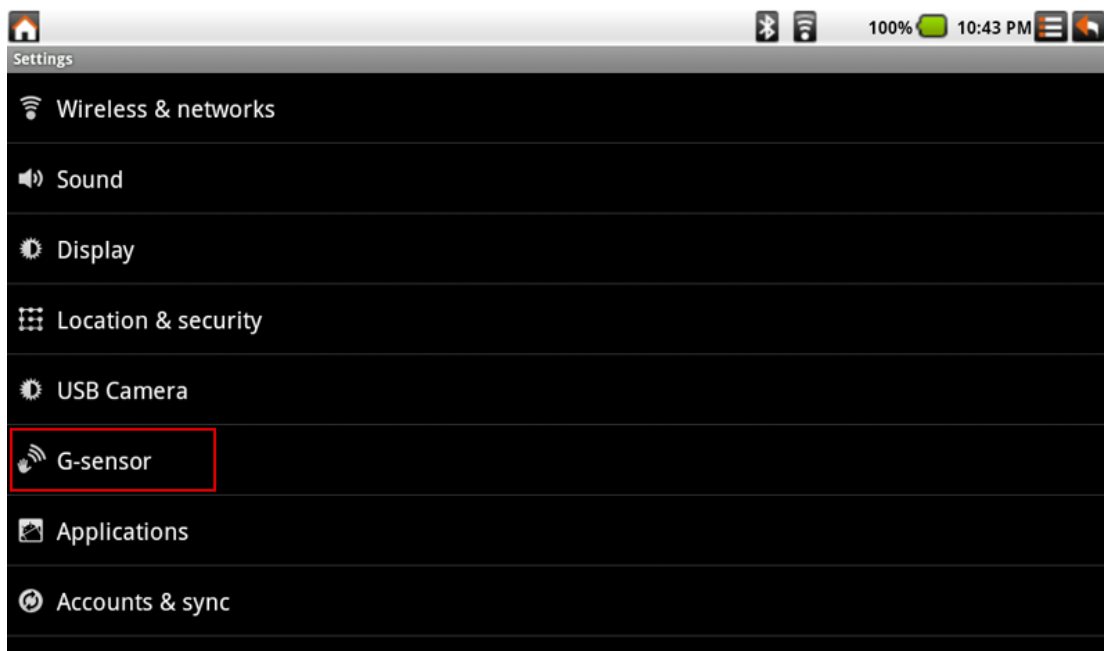 100% 10:43 PM
Settings
Wireless & networks
Sound
Display
Location & security
USB Camera
G-sensor
Applications
Accounts & sync